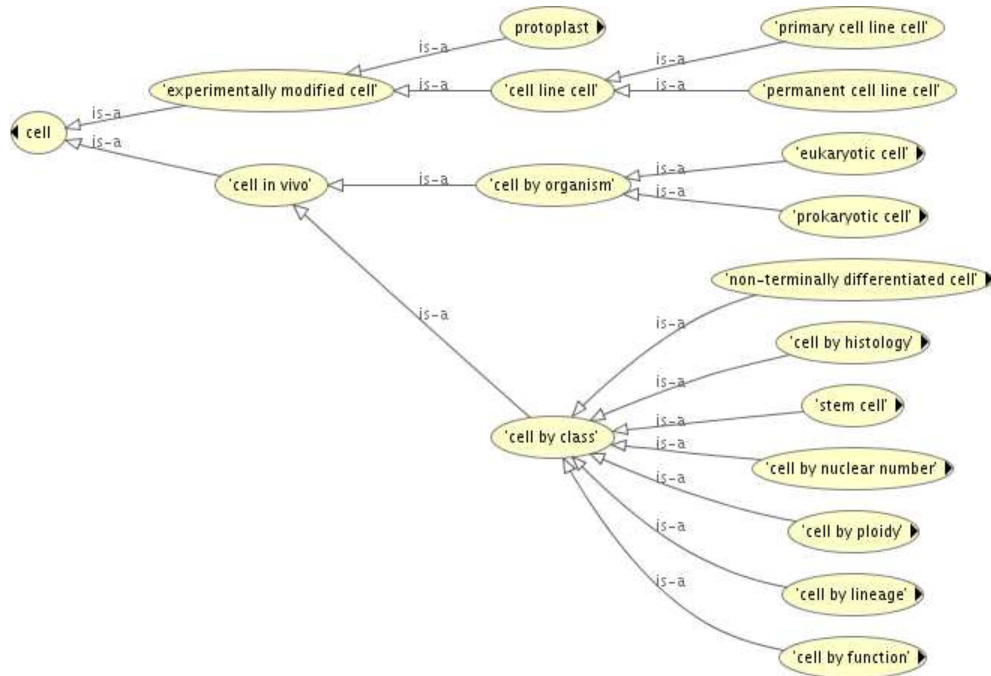 protoplast
'primary cell line cell'
is-a
is-a
'experimentally modified cell'
is-a
'cell line cell'
is-a
'permanent cell line cell'
is-a
cell
is-a
'cell in vivo'
is-a
'cell by organism'
is-a
'eukaryotic cell'
is-a
'prokaryotic cell'
is-a
'cell by class'
is-a
'non-terminally differentiated cell'
is-a
'cell by histology'
is-a
'stem cell'
is-a
'cell by nuclear number'
is-a
'cell by ploidy'
is-a
'cell by lineage'
is-a
'cell by function'